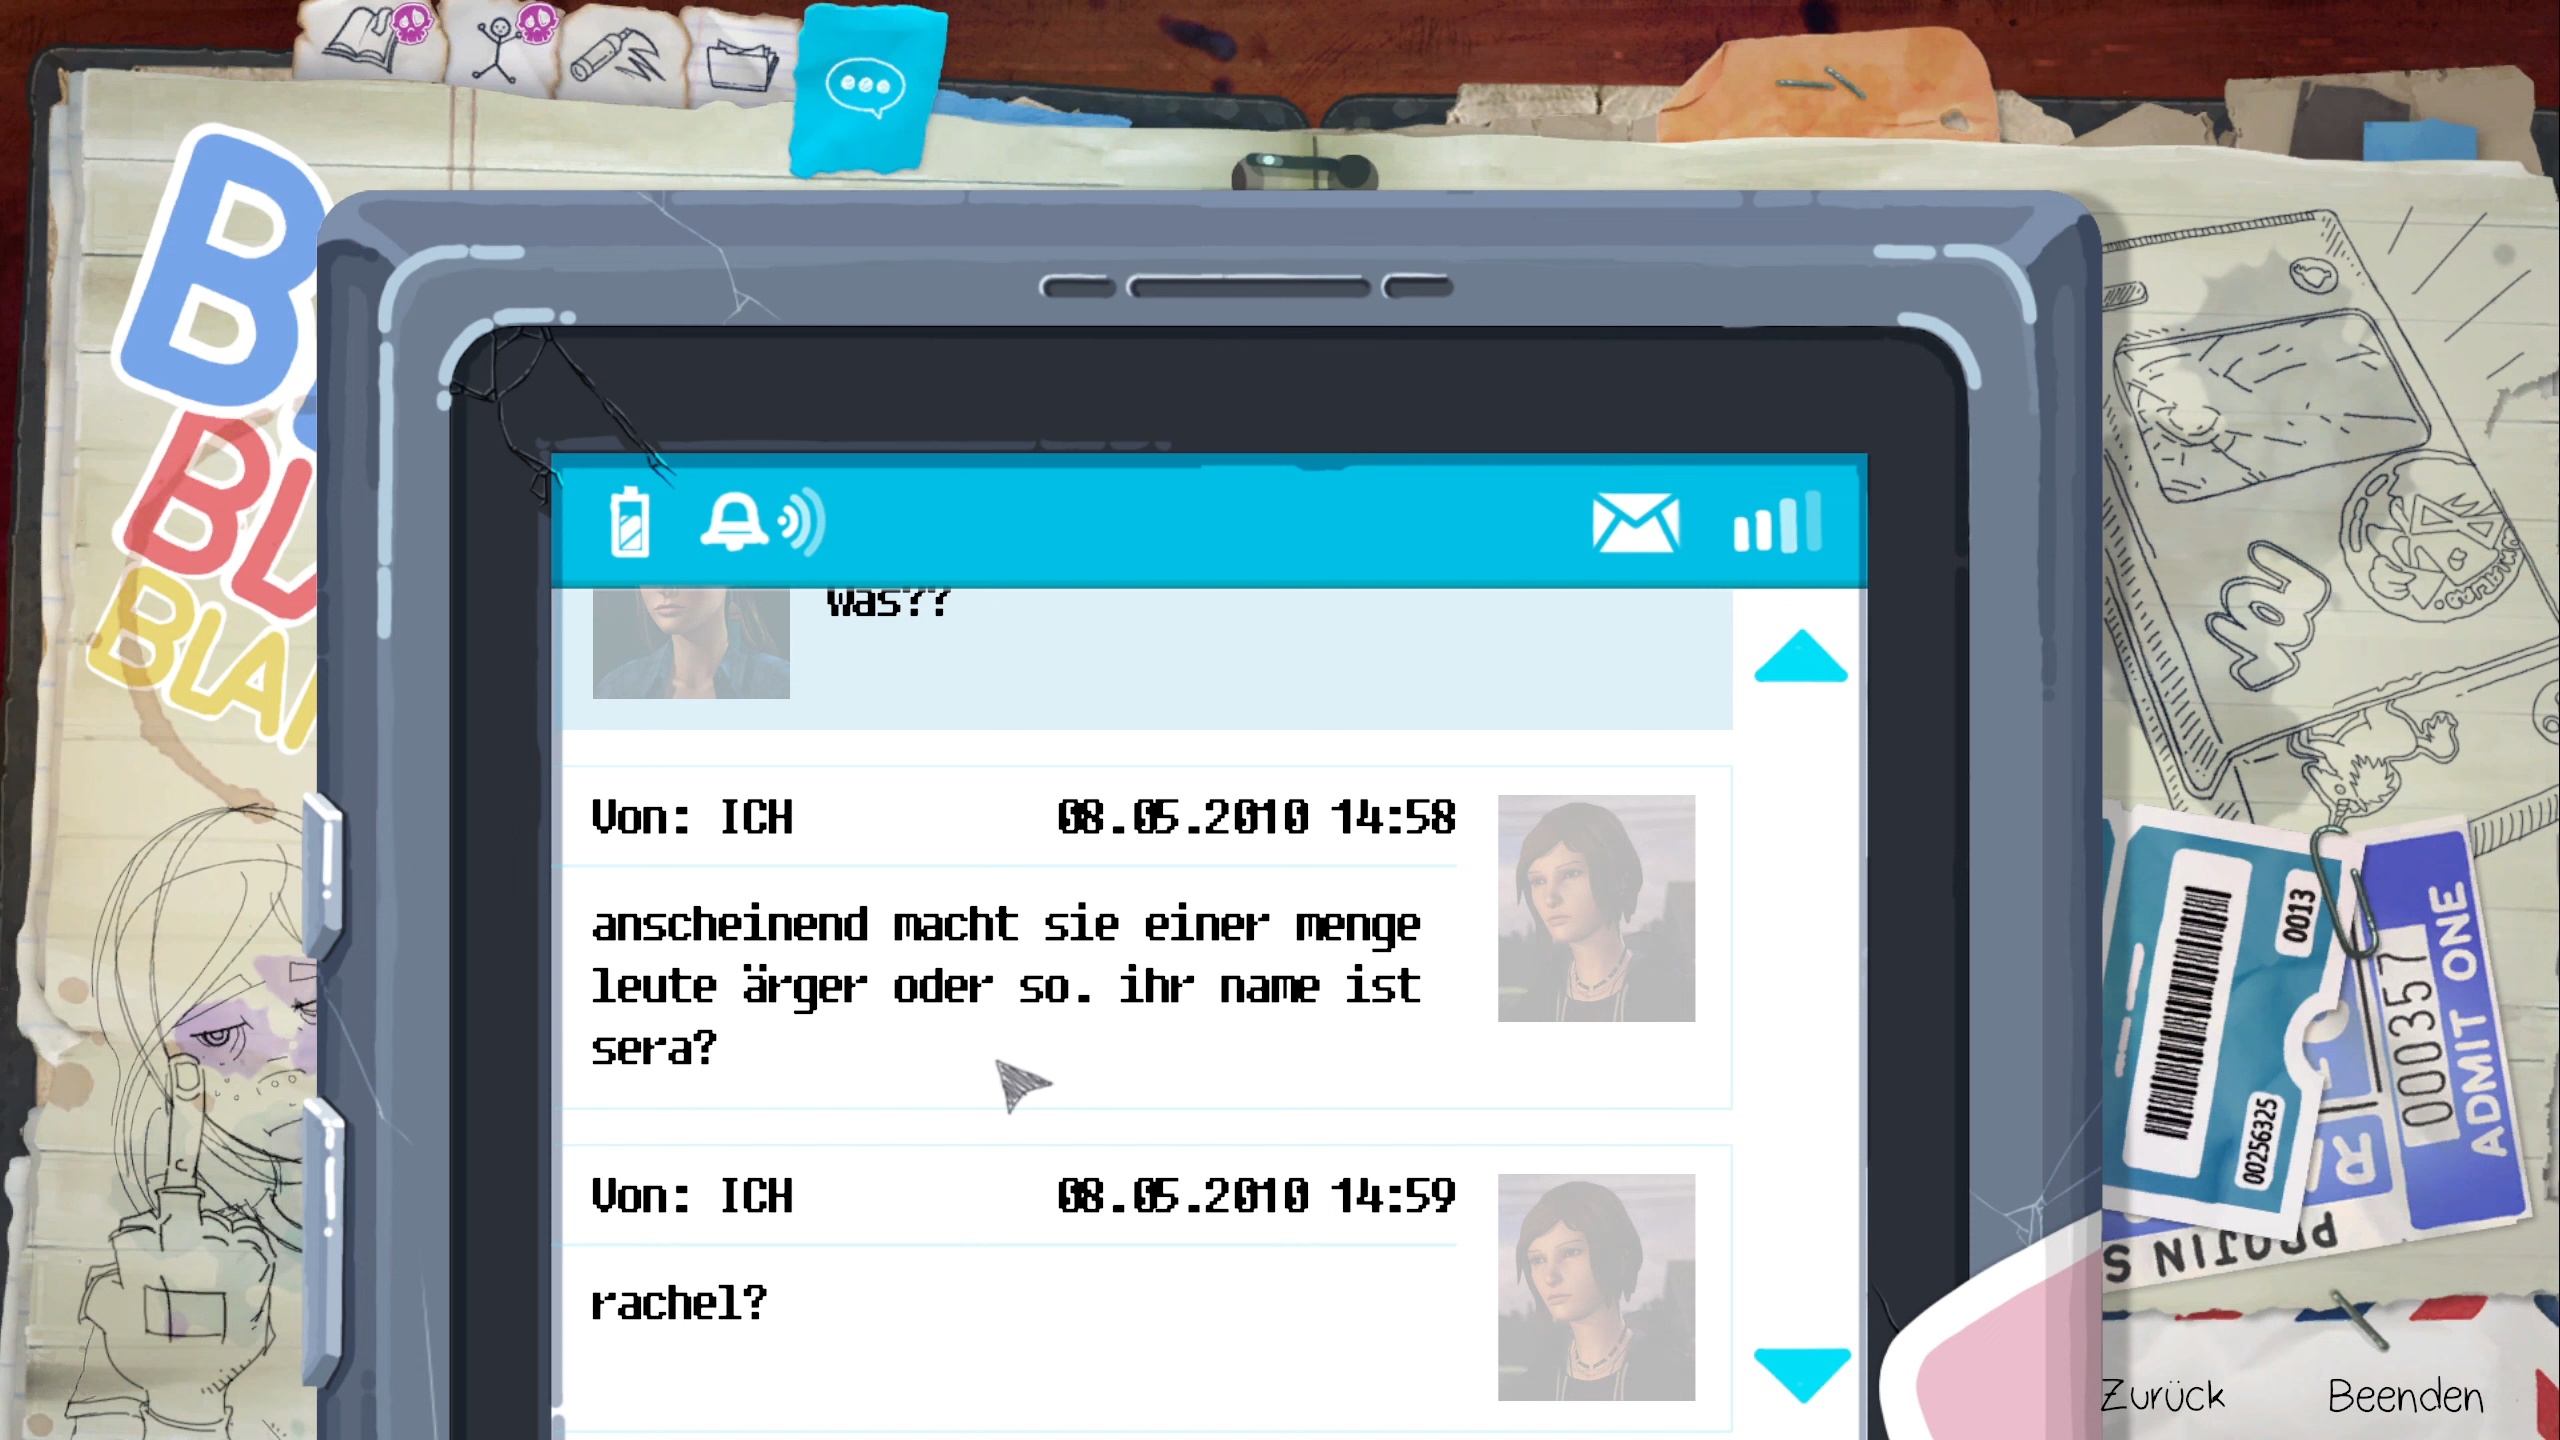 Was??
Von: ICH 08.05.2010 14:58
anscheinend macht sie einer menge
leute ärger oder so. ihr name ist
sera?
Von: ICH 08.05.2010 14:59
rachel?
0013
00256325
000357
ADMIT ONE
Zurück Beenden